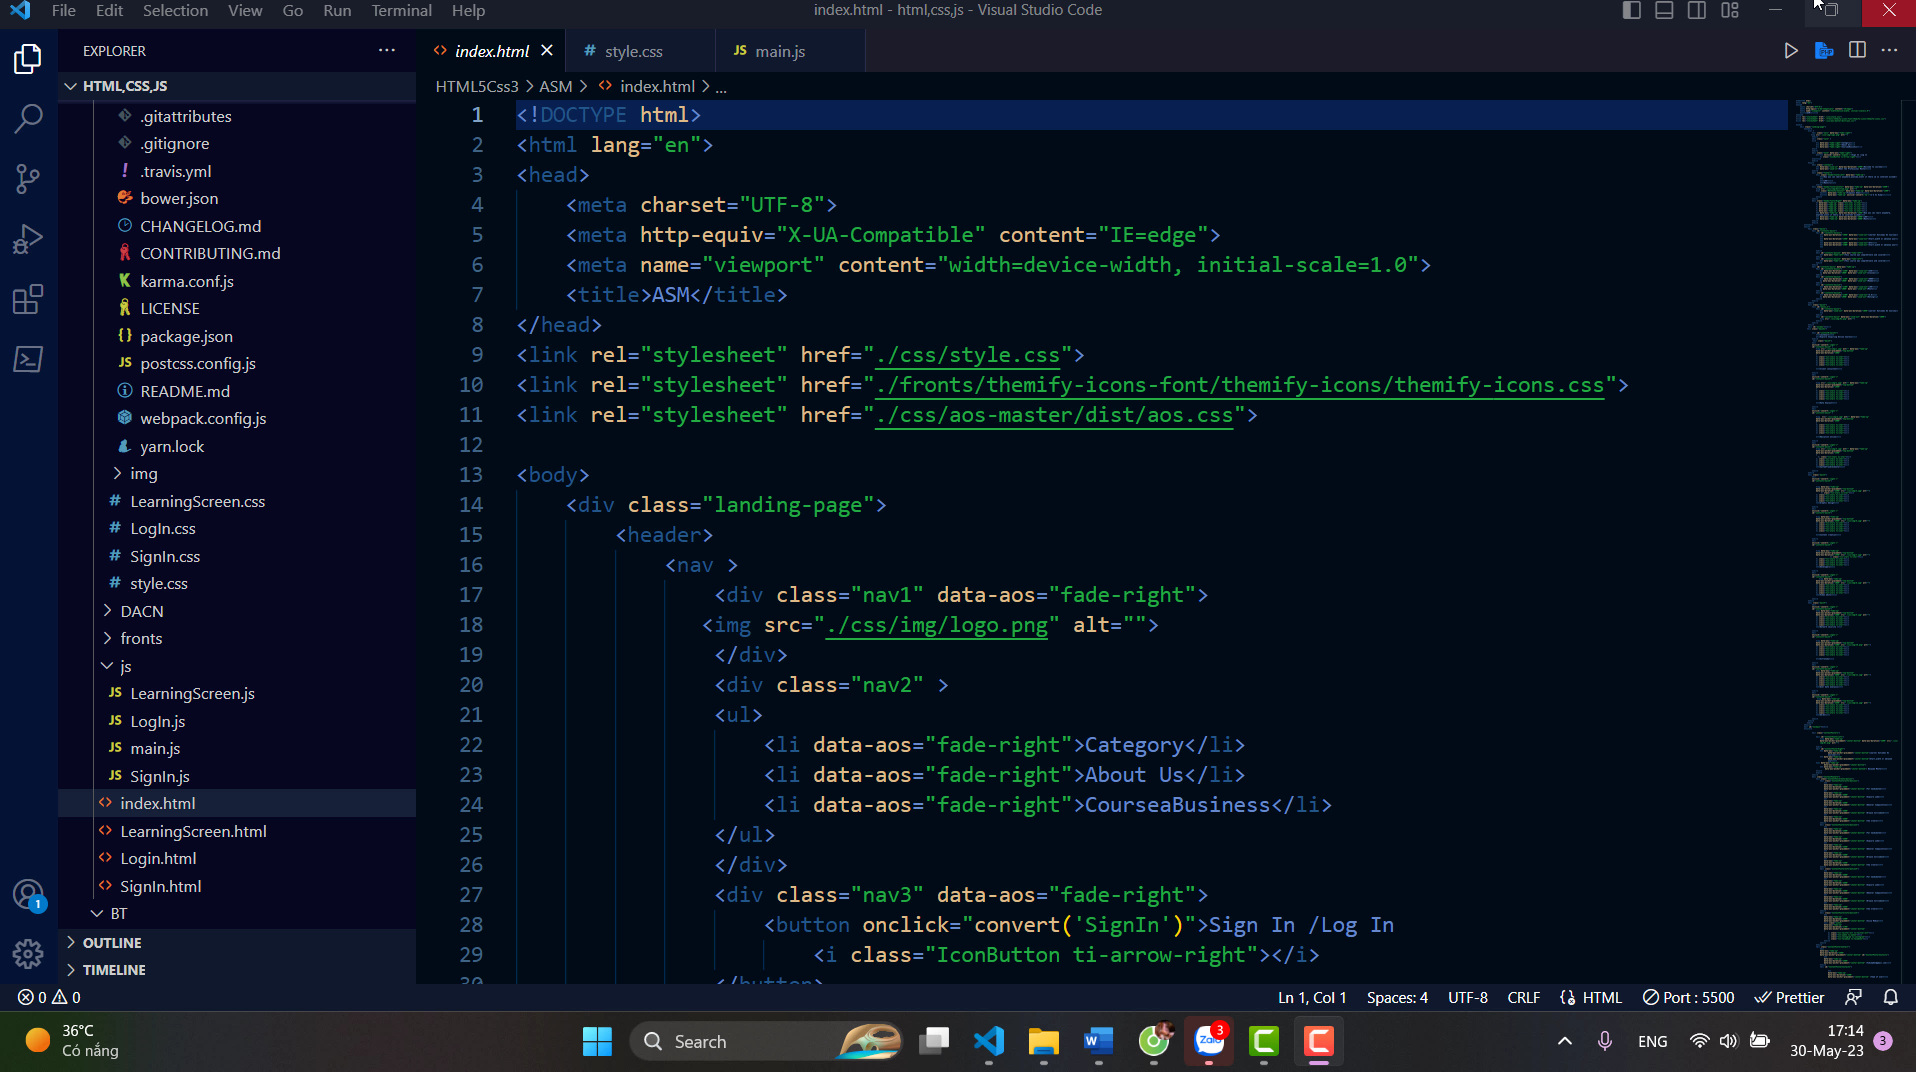 File Edit Selection View Go Run Terminal Help
index.html - html,css,js - Visual Studio Code
EXPLORER
HTML,CSS,JS
.gitattributes
.gitignore
! .travis.yml
bower.json
CHANGELOG.md
CONTRIBUTING.md
karma.conf.js
LICENSE
{} package.json
JS postcss.config.js
README.md
webpack.config.js
yarn.lock
img
# LearningScreen.css
# LogIn.css
# SignIn.css
# style.css
DACN
fronts
js
JS LearningScreen.js
JS LogIn.js
JS main.js
JS SignIn.js
<> index.html
<> LearningScreen.html
<> Login.html
<> SignIn.html
BT
OUTLINE
TIMELINE
1
<> index.html
# style.css
JS main.js
HTML5Css3 > ASM > <> index.html > ...
1 <!DOCTYPE html>
2 <html lang="en">
3 <head>
4 <meta charset="UTF-8">
5 <meta http-equiv="X-UA-Compatible" content="IE=edge">
6 <meta name="viewport" content="width=device-width, initial-scale=1.0">
7 <title>ASM</title>
8 </head>
9 <link rel="stylesheet" href="./css/style.css">
10 <link rel="stylesheet" href="./fronts/themify-icons-font/themify-icons/themify-icons.css">
11 <link rel="stylesheet" href="./css/aos-master/dist/aos.css">
12
13 <body>
14 <div class="landing-page">
15 <header>
16 <nav >
17 <div class="nav1" data-aos="fade-right">
18 <img src="./css/img/logo.png" alt="">
19 </div>
20 <div class="nav2" >
21 <ul>
22 <li data-aos="fade-right">Category</li>
23 <li data-aos="fade-right">About Us</li>
24 <li data-aos="fade-right">CourseaBusiness</li>
25 </ul>
26 </div>
27 <div class="nav3" data-aos="fade-right">
28 <button onclick="convert('SignIn')">Sign In /Log In
29 <i class="IconButton ti-arrow-right"></i>
30 </button>
0 0
Ln 1, Col 1 Spaces: 4 UTF-8 CRLF HTML Port : 5500 Prettier
36°C
Có nắng
Search
W
Zalo
3
ENG
17:14
30-May-23
3